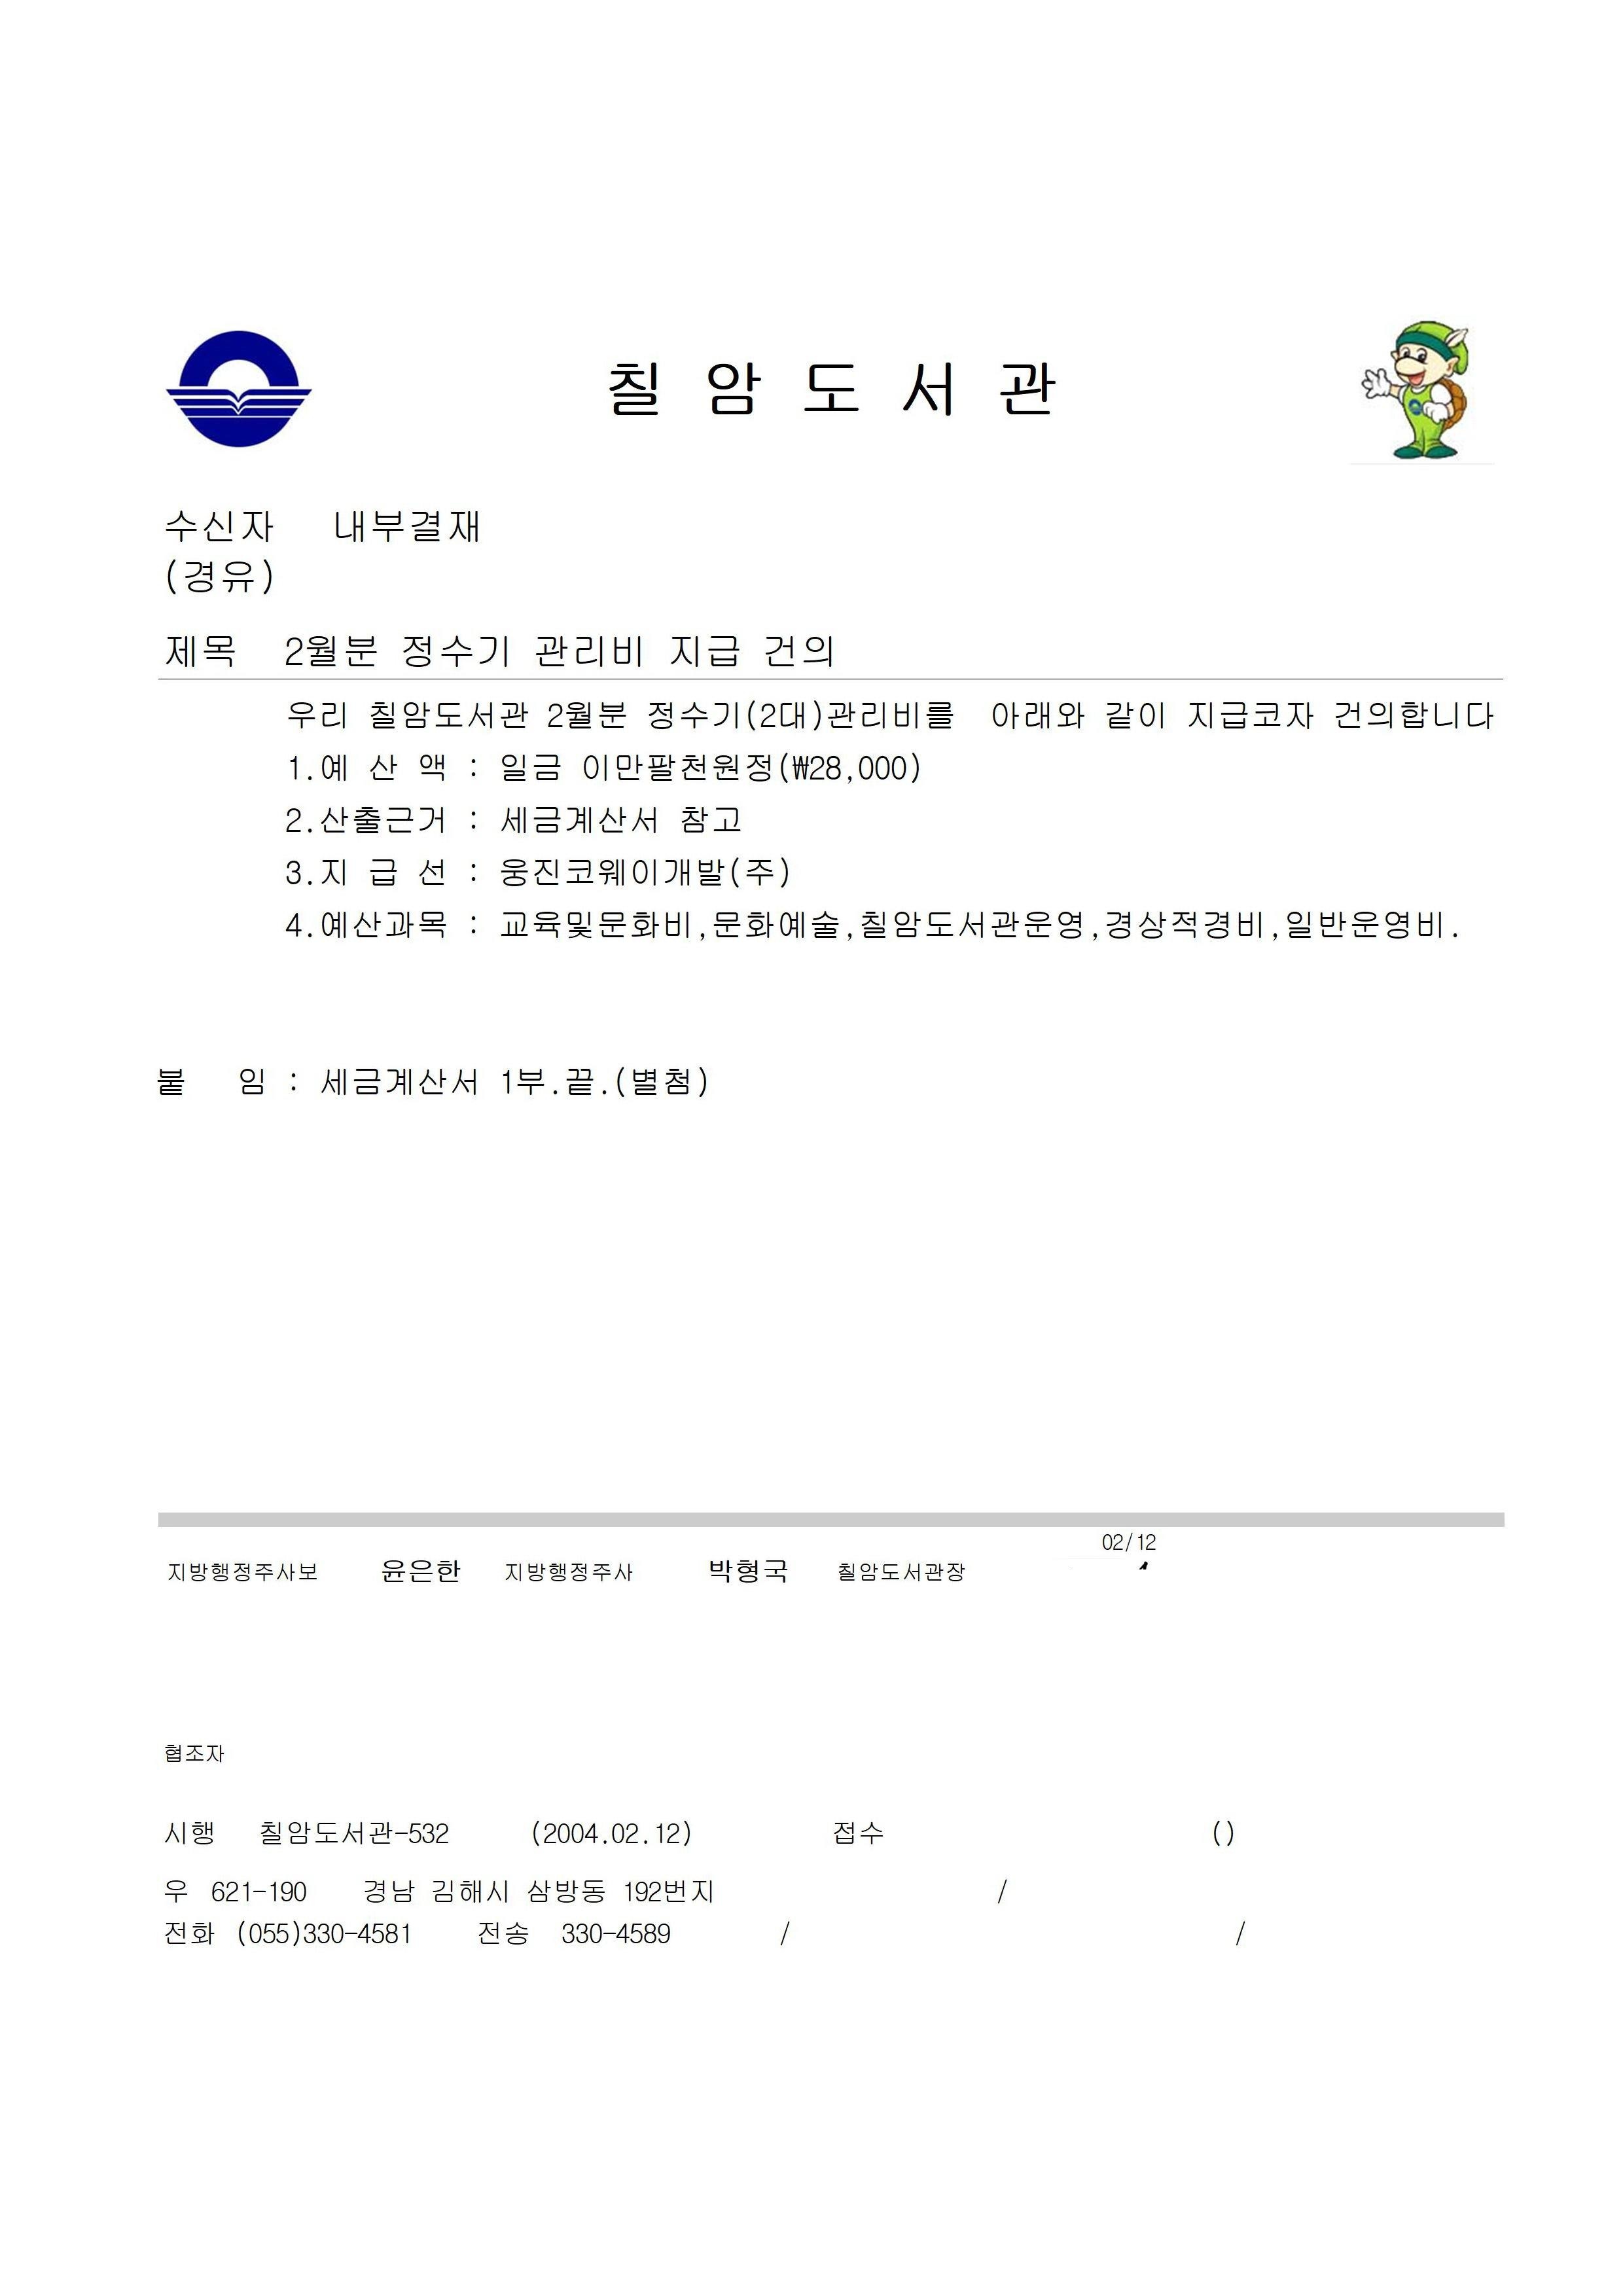 칠 암 도 서 관
수신자 내부결재
(경유)
제목 2월분 정수기 관리비 지급 건의
우리 칠암도서관 2월분 정수기(2대)관리비를 아래와 같이 지급코자 건의합니다
1.예 산 액 : 일금 이만팔천원정(₩28,000)
2.산출근거 : 세금계산서 참고
3.지 급 선 : 웅진코웨이개발(주)
4.예산과목 : 교육및문화비,문화예술,칠암도서관운영,경상적경비,일반운영비.
붙 임 : 세금계산서 1부.끝.(별첨)
02/12
지방행정주사보 윤은한 지방행정주사 박형국 칠암도서관장
협조자
시행 칠암도서관-532 (2004.02.12) 접수 ()
우 621-190 경남 김해시 삼방동 192번지 /
전화 (055)330-4581 전송 330-4589 / /